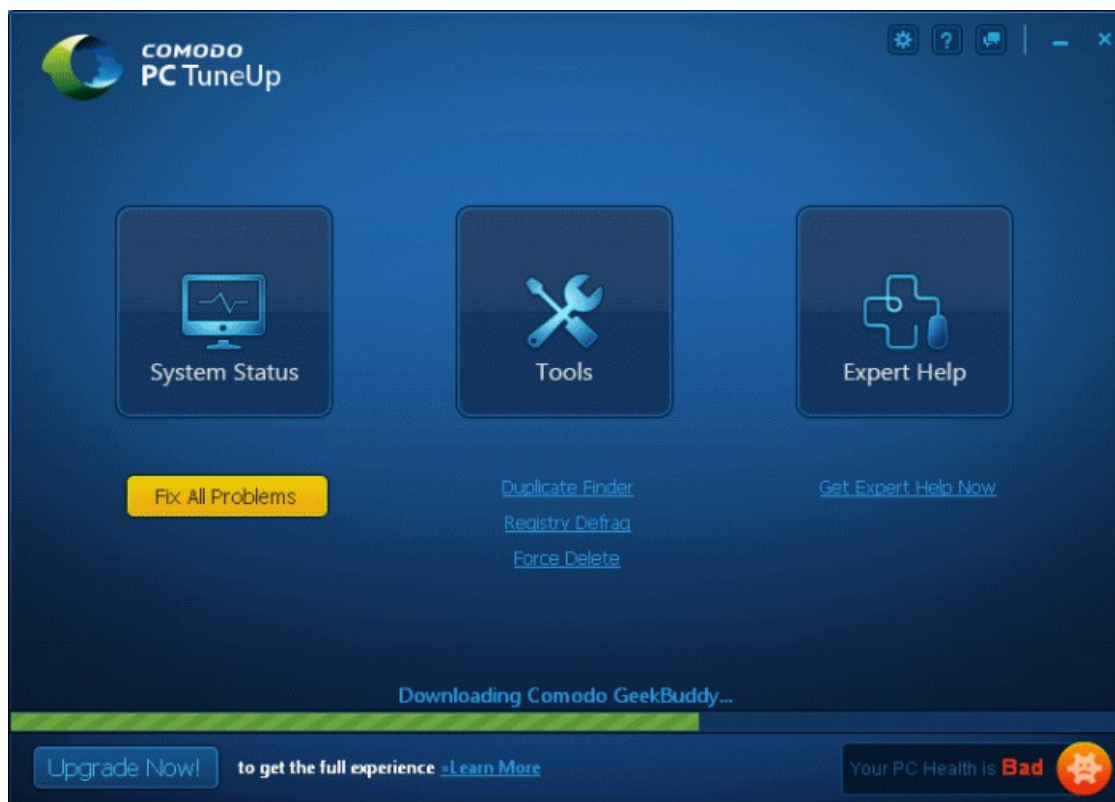 COMODO
PC TuneUp
?
System Status
Tools
Expert Help
Fix All Problems
Duplicate Finder
Get Expert Help Now
Registry Defrag
Force Delete
Downloading Comodo GeekBuddy...
Upgrade Now! to get the full experience »Learn More
Your PC Health is Bad